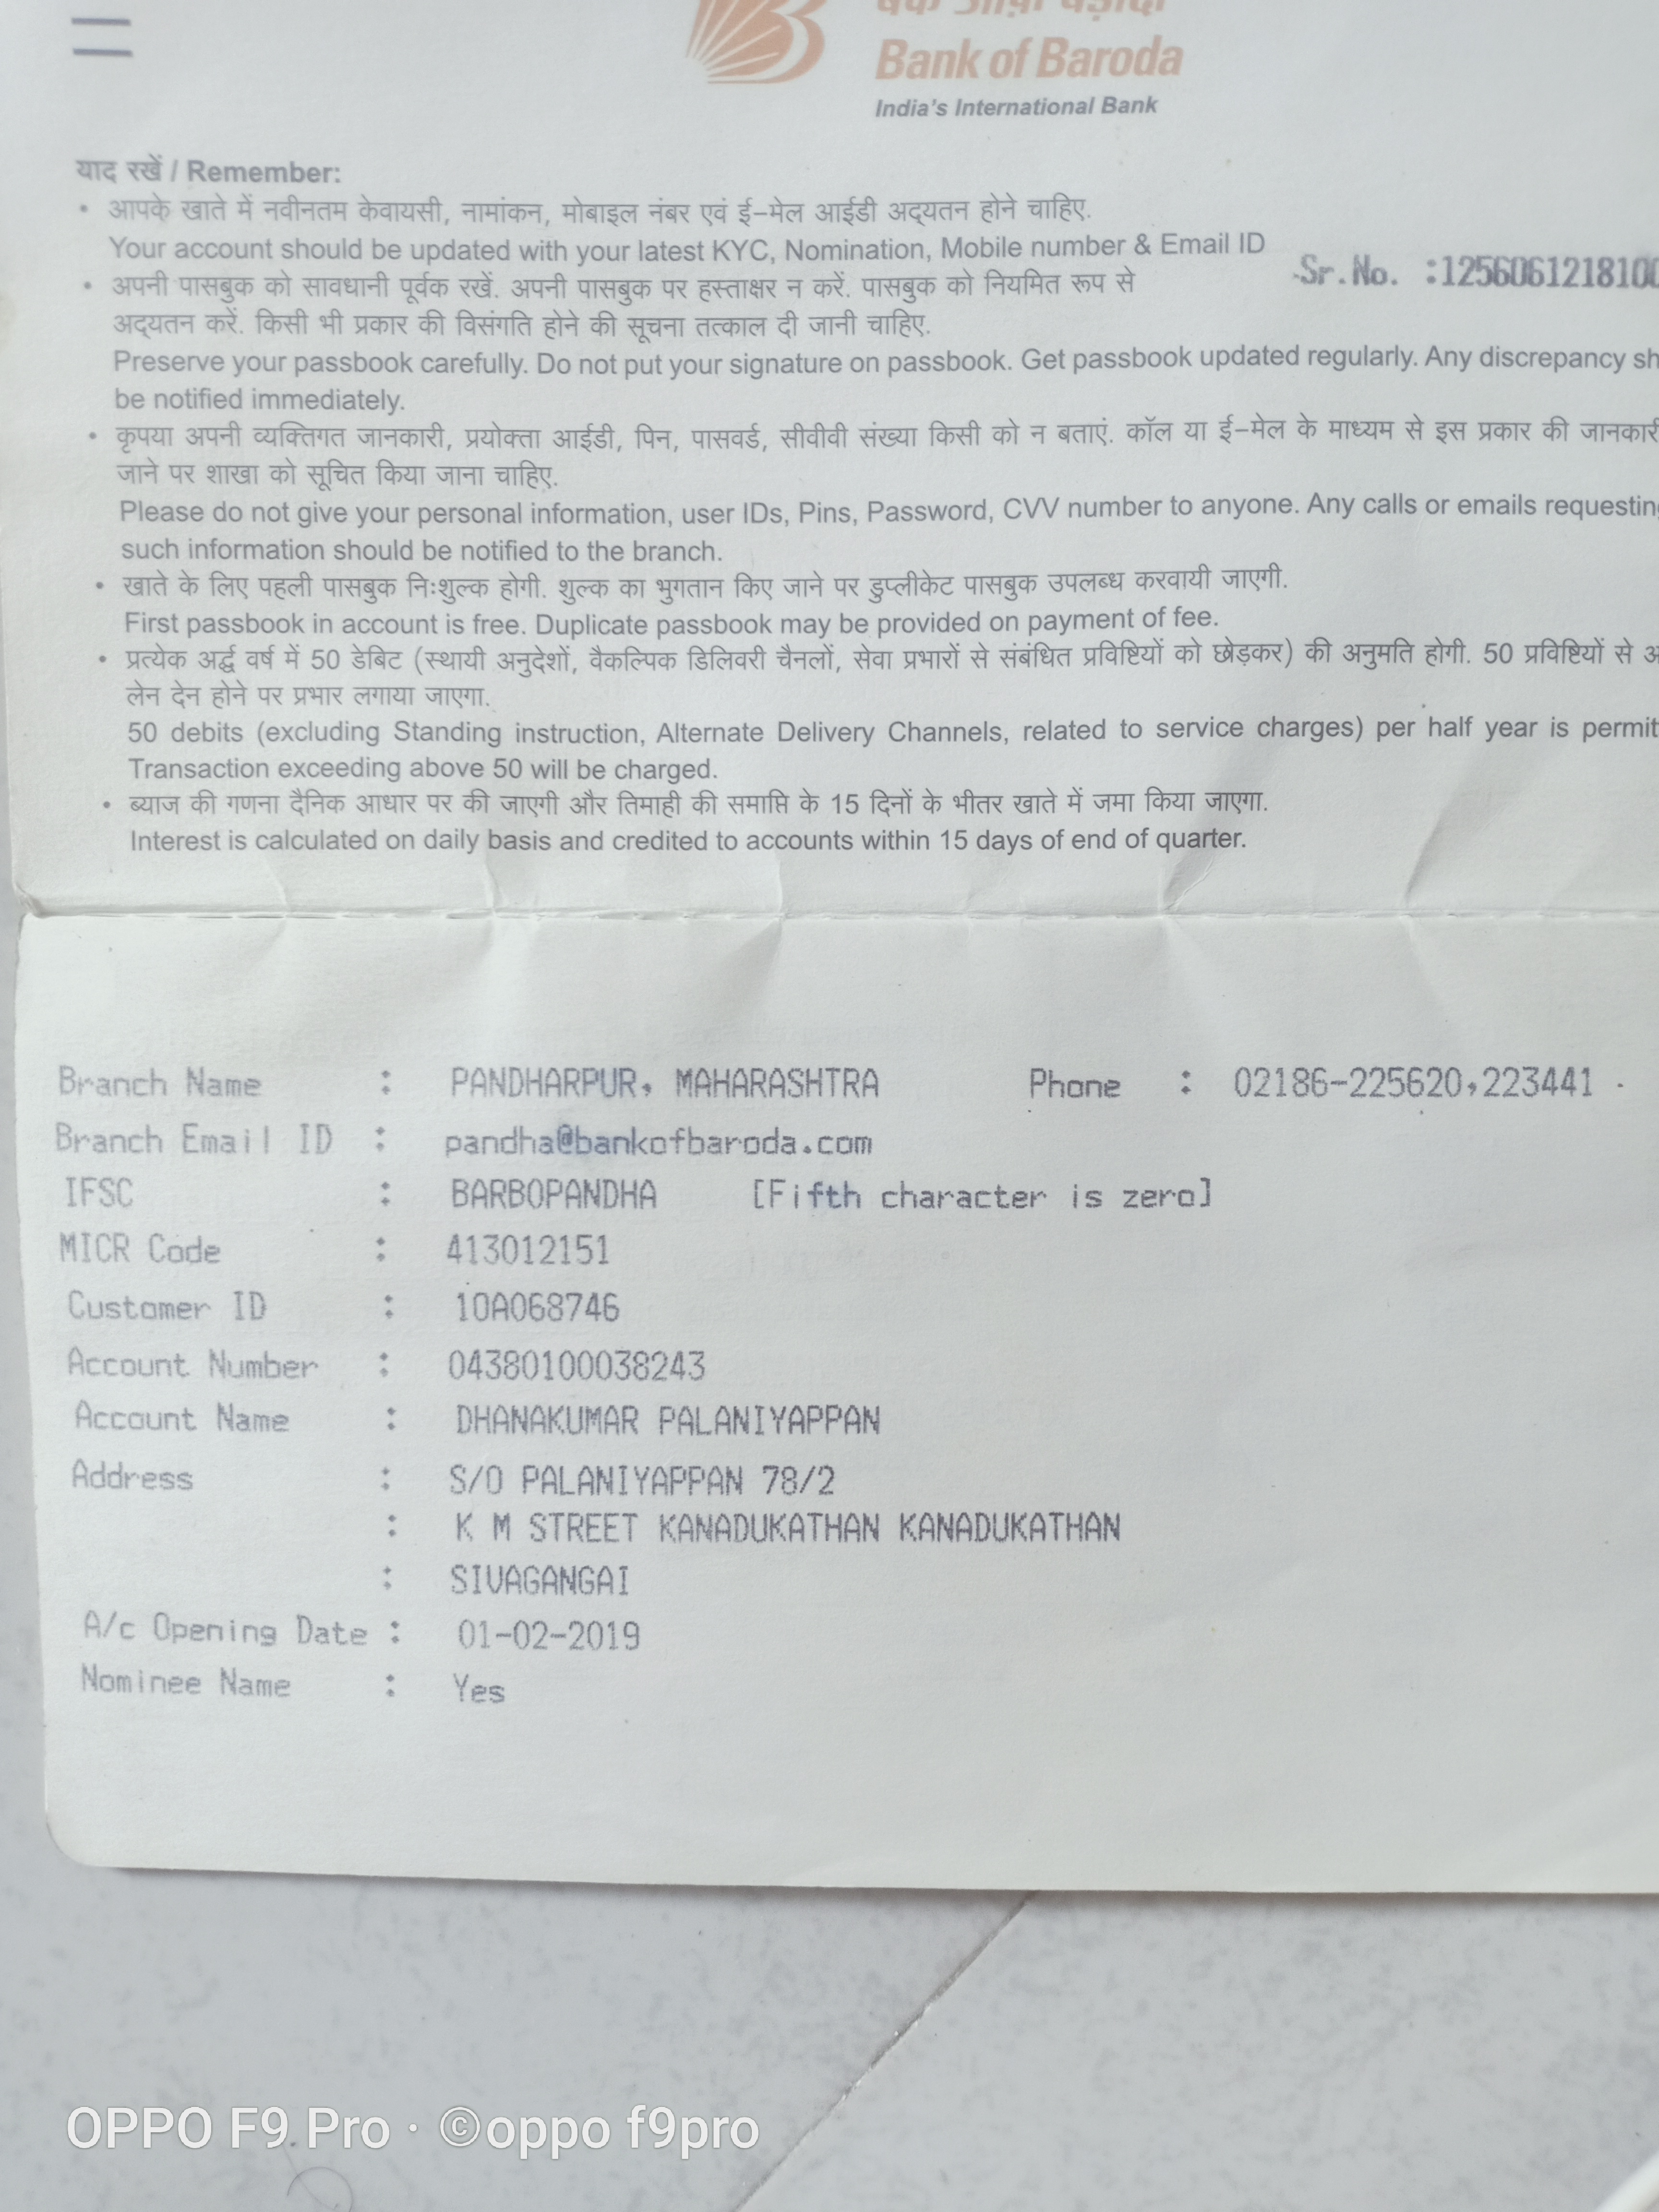 Bank of Baroda
India's International Bank
याद रखें / Remember:
• आपके खाते में नवीनतम केवायसी, नामांकन, मोबाइल नंबर एवं ई-मेल आईडी अद्यतन होने चाहिए.
Your account should be updated with your latest KYC, Nomination, Mobile number & Email ID
Sr.No. :1256061218100
• अपनी पासबुक को सावधानी पूर्वक रखें. अपनी पासबुक पर हस्ताक्षर न करें. पासबुक को नियमित रूप से
अद्यतन करें. किसी भी प्रकार की विसंगति होने की सूचना तत्काल दी जानी चाहिए.
Preserve your passbook carefully. Do not put your signature on passbook. Get passbook updated regularly. Any discrepancy sh
be notified immediately.
• कृपया अपनी व्यक्तिगत जानकारी, प्रयोक्ता आईडी, पिन, पासवर्ड, सीवीवी संख्या किसी को न बताएं. कॉल या ई-मेल के माध्यम से इस प्रकार की जानकारी
जाने पर शाखा को सूचित किया जाना चाहिए.
Please do not give your personal information, user IDs, Pins, Password, CVV number to anyone. Any calls or emails requesting
such information should be notified to the branch.
• खाते के लिए पहली पासबुक निःशुल्क होगी. शुल्क का भुगतान किए जाने पर डुप्लीकेट पासबुक उपलब्ध करवायी जाएगी.
First passbook in account is free. Duplicate passbook may be provided on payment of fee.
• प्रत्येक अर्द्ध वर्ष में 50 डेबिट (स्थायी अनुदेशों, वैकल्पिक डिलिवरी चैनलों, सेवा प्रभारों से संबंधित प्रविष्टियों को छोड़कर) की अनुमति होगी. 50 प्रविष्टियों से अ
लेन देन होने पर प्रभार लगाया जाएगा.
50 debits (excluding Standing instruction, Alternate Delivery Channels, related to service charges) per half year is permit
Transaction exceeding above 50 will be charged.
• ब्याज की गणना दैनिक आधार पर की जाएगी और तिमाही की समाप्ति के 15 दिनों के भीतर खाते में जमा किया जाएगा.
Interest is calculated on daily basis and credited to accounts within 15 days of end of quarter.
Branch Name : PANDHARPUR, MAHARASHTRA Phone : 02186-225620,223441
Branch Email ID : pandha@bankofbaroda.com
IFSC : BARB0PANDHA [Fifth character is zero]
MICR Code : 413012151
Customer ID : 10A068746
Account Number : 04380100038243
Account Name : DHANAKUMAR PALANIYAPPAN
Address : S/O PALANIYAPPAN 78/2
: K M STREET KANADUKATHAN KANADUKATHAN
: SIVAGANGAI
A/c Opening Date : 01-02-2019
Nominee Name : Yes
OPPO F9 Pro · ©oppo f9pro